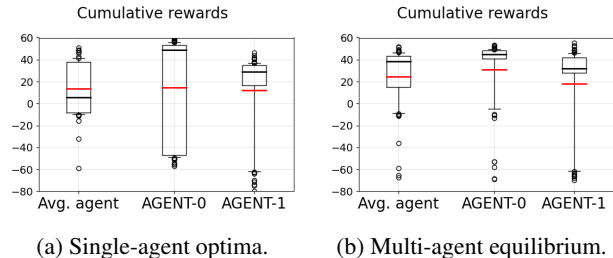 Cumulative rewards
60
40
20
0
−20
−40
−60
−80
Avg. agent AGENT-0 AGENT-1
(a) Single-agent optima.
Cumulative rewards
60
40
20
0
−20
−40
−60
−80
Avg. agent AGENT-0 AGENT-1
(b) Multi-agent equilibrium.